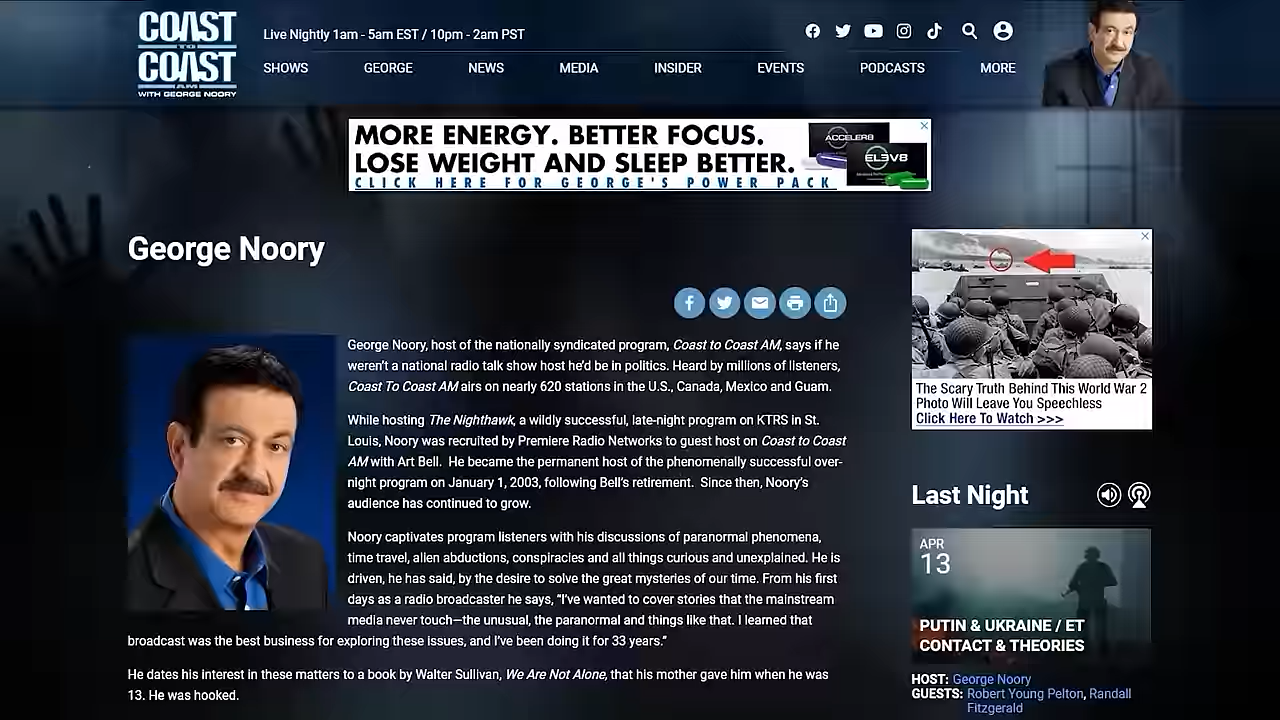 COAST
TO
COAST
AM
WITH GEORGE NOORY
Live Nightly 1am - 5am EST / 10pm - 2am PST
SHOWS GEORGE NEWS MEDIA INSIDER EVENTS PODCASTS MORE
MORE ENERGY. BETTER FOCUS.
LOSE WEIGHT AND SLEEP BETTER.
CLICK HERE FOR GEORGE'S POWER PACK
ACCELER8
ELEV8
George Noory
George Noory, host of the nationally syndicated program, Coast to Coast AM, says if he
weren't a national radio talk show host he'd be in politics. Heard by millions of listeners,
Coast To Coast AM airs on nearly 620 stations in the U.S., Canada, Mexico and Guam.
While hosting The Nighthawk, a wildly successful, late-night program on KTRS in St.
Louis, Noory was recruited by Premiere Radio Networks to guest host on Coast to Coast
AM with Art Bell. He became the permanent host of the phenomenally successful over-
night program on January 1, 2003, following Bell's retirement. Since then, Noory's
audience has continued to grow.
Noory captivates program listeners with his discussions of paranormal phenomena,
time travel, alien abductions, conspiracies and all things curious and unexplained. He is
driven, he has said, by the desire to solve the great mysteries of our time. From his first
days as a radio broadcaster he says, “I've wanted to cover stories that the mainstream
media never touch—the unusual, the paranormal and things like that. I learned that
broadcast was the best business for exploring these issues, and I've been doing it for 33 years.”
He dates his interest in these matters to a book by Walter Sullivan, We Are Not Alone, that his mother gave him when he was
13. He was hooked.
The Scary Truth Behind This World War 2
Photo Will Leave You Speechless
Click Here To Watch >>>
Last Night
APR
13
PUTIN & UKRAINE / ET
CONTACT & THEORIES
HOST: George Noory
GUESTS: Robert Young Pelton, Randall
Fitzgerald